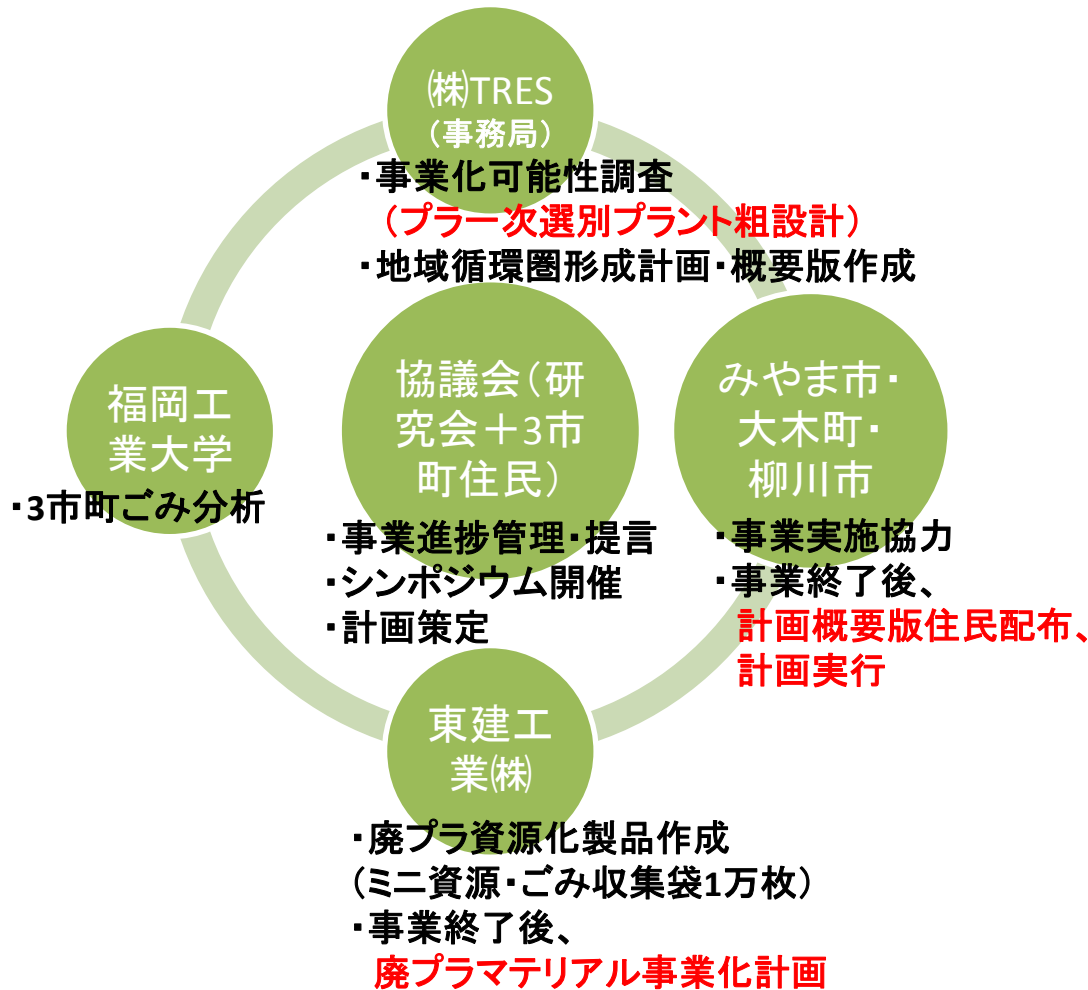 ㈱TRES
（事務局）
・事業化可能性調査
（プラ一次選別プラント粗設計）
・地域循環圏形成計画・概要版作成
福岡工
業大学
・3市町ごみ分析
協議会（研
究会＋3市
町住民）
・事業進捗管理・提言
・シンポジウム開催
・計画策定
みやま市・
大木町・
柳川市
・事業実施協力
・事業終了後、
計画概要版住民配布、
計画実行
東建工
業㈱
・廃プラ資源化製品作成
（ミニ資源・ごみ収集袋1万枚）
・事業終了後、
廃プラマテリアル事業化計画